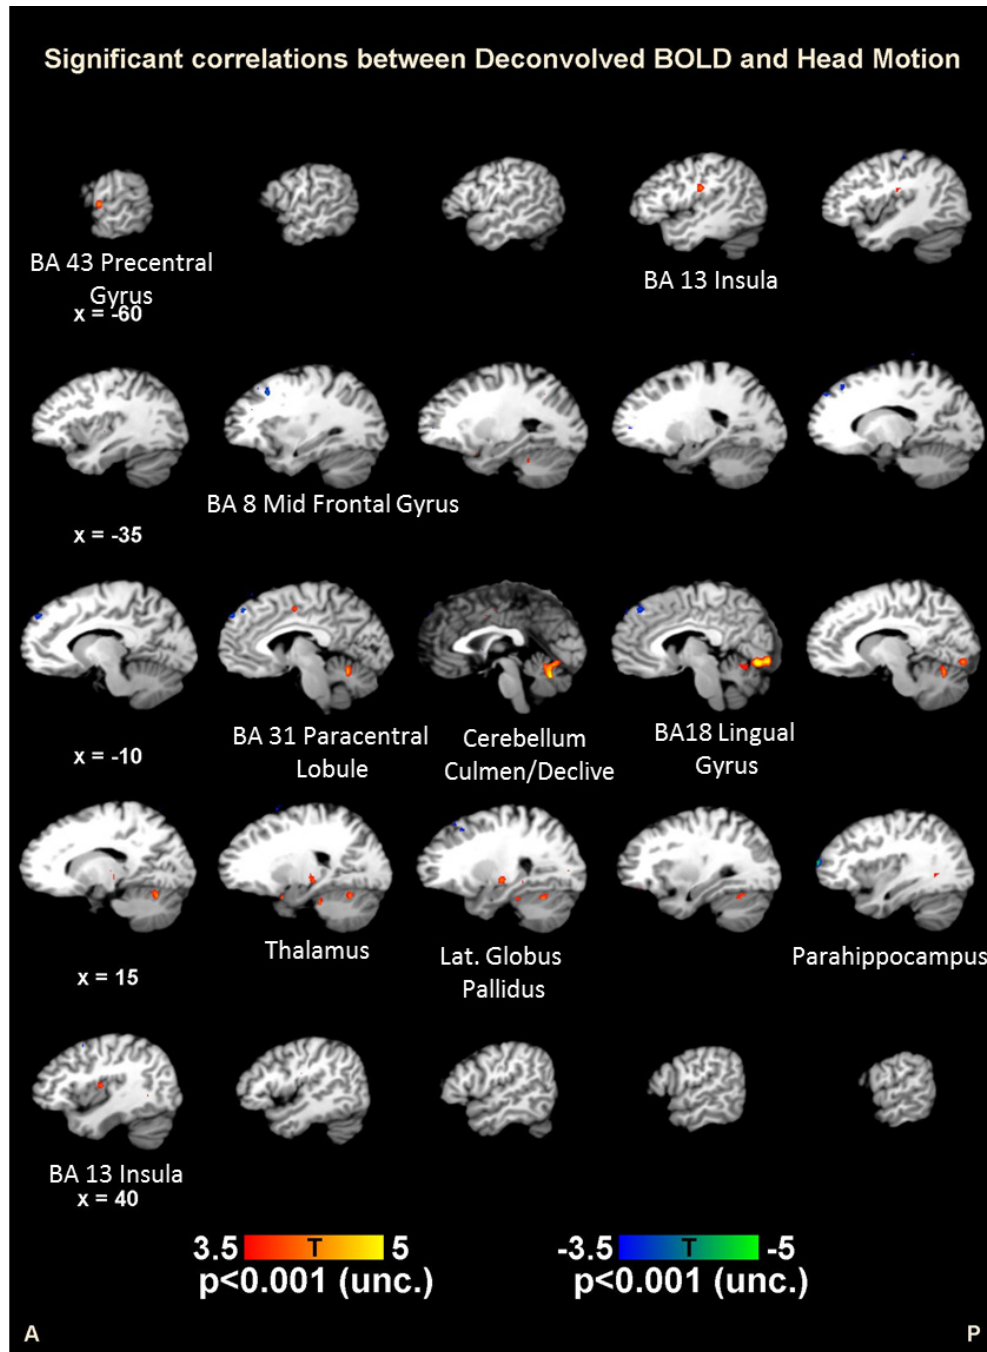 Significant correlations between Deconvolved BOLD and Head Motion
BA 43 Precentral
Gyrus
x = -60
BA 13 Insula
BA 8 Mid Frontal Gyrus
x = -35
BA 31 Paracentral
Lobule
Cerebellum
Culmen/Declive
BA18 Lingual
Gyrus
x = -10
Thalamus
Lat. Globus
Pallidus
Parahippocampus
x = 15
BA 13 Insula
x = 40
3.5 T 5
p<0.001 (unc.)
-3.5 T -5
p<0.001 (unc.)
A
P